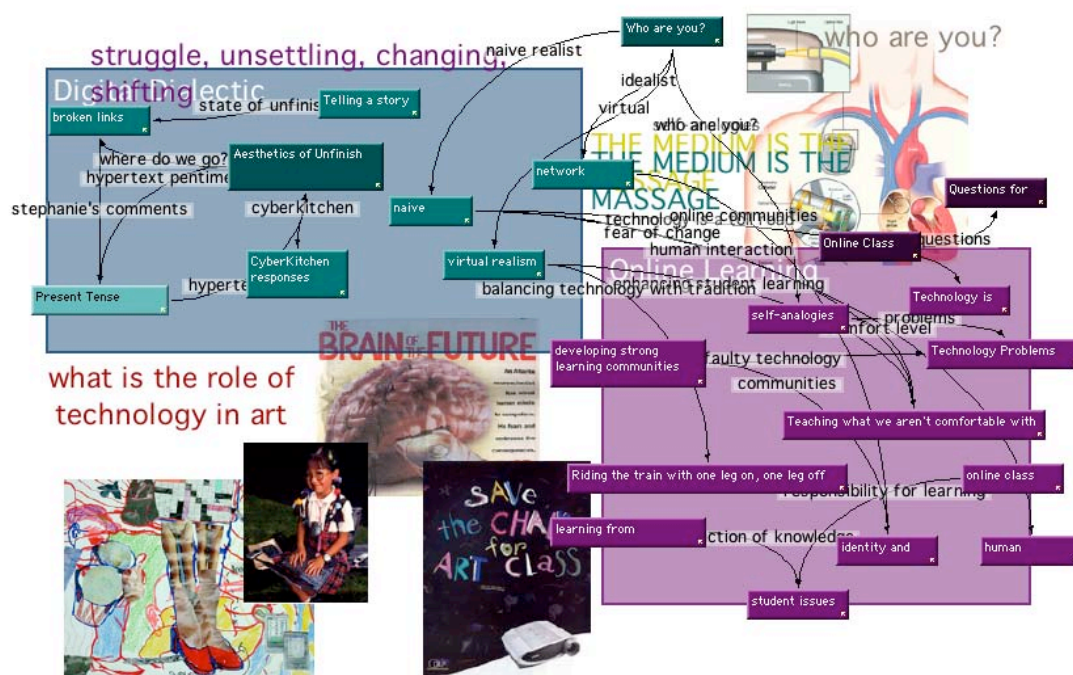 Who are you?
who are you?
struggle, unsettling, changing,
shifting
naive realist
idealist
virtual
Digital Dialectic
broken links
state of unfinis
Telling a story
where do we go?
Aesthetics of Unfinish
hypertext pentime
stephanie's comments
cyberkitchen
CyberKitchen
responses
Present Tense
hyperte
naive
network
virtual realism
who are you?
THE MEDIUM IS THE
THE MEDIUM IS THE
MASSAGE
technology is a
online communities
fear of change
human interaction
balancing technology with tradition
enhancing student learning
Questions for
questions
Online Class
Online Learning
Technology is
self-analogies
problems
mfort level
developing strong
learning communities
faulty technology
Technology Problems
communities
Teaching what we aren't comfortable with
Riding the train with one leg on, one leg off
online class
responsibility for learning
learning from
ction of knowledge
identity and
human
student issues
THE
BRAIN OF THE FUTURE
what is the role of
technology in art
SAVE
the CHA
for
ART CLASS